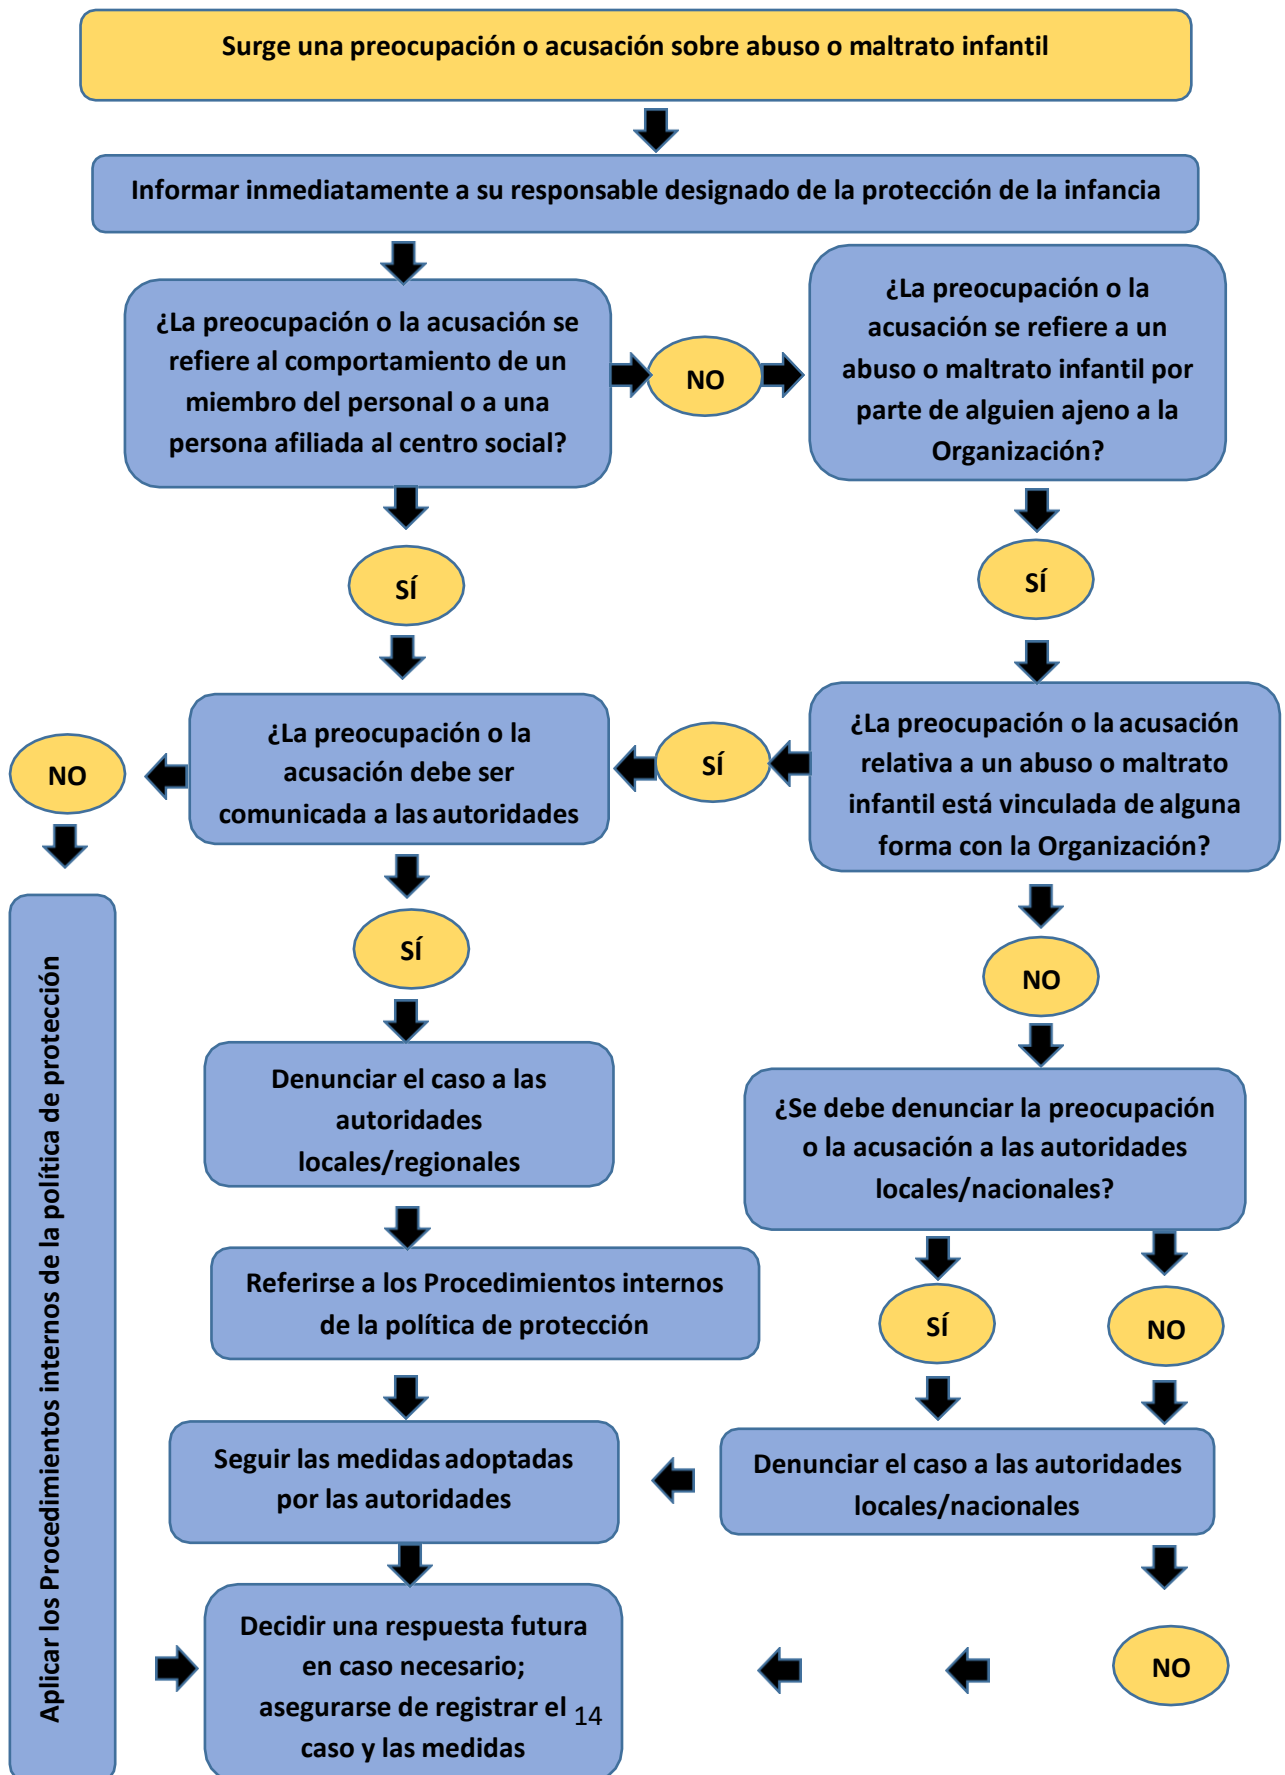 Surge una preocupación o acusación sobre abuso o maltrato infantil
Informar inmediatamente a su responsable designado de la protección de la infancia
¿La preocupación o la acusación se
refiere al comportamiento de un
miembro del personal o a una
persona afiliada al centro social?
NO
¿La preocupación o la
acusación se refiere a un
abuso o maltrato infantil por
parte de alguien ajeno a la
Organización?
SÍ
SÍ
NO
¿La preocupación o la
acusación debe ser
comunicada a las autoridades
SÍ
¿La preocupación o la acusación
relativa a un abuso o maltrato
infantil está vinculada de alguna
forma con la Organización?
SÍ
NO
Aplicar los Procedimientos internos de la política de protección
Denunciar el caso a las
autoridades
locales/regionales
¿Se debe denunciar la preocupación
o la acusación a las autoridades
locales/nacionales?
Referirse a los Procedimientos internos
de la política de protección
SÍ
NO
Seguir las medidas adoptadas
por las autoridades
Denunciar el caso a las autoridades
locales/nacionales
Decidir una respuesta futura
en caso necesario;
asegurarse de registrar el
caso y las medidas
14
NO